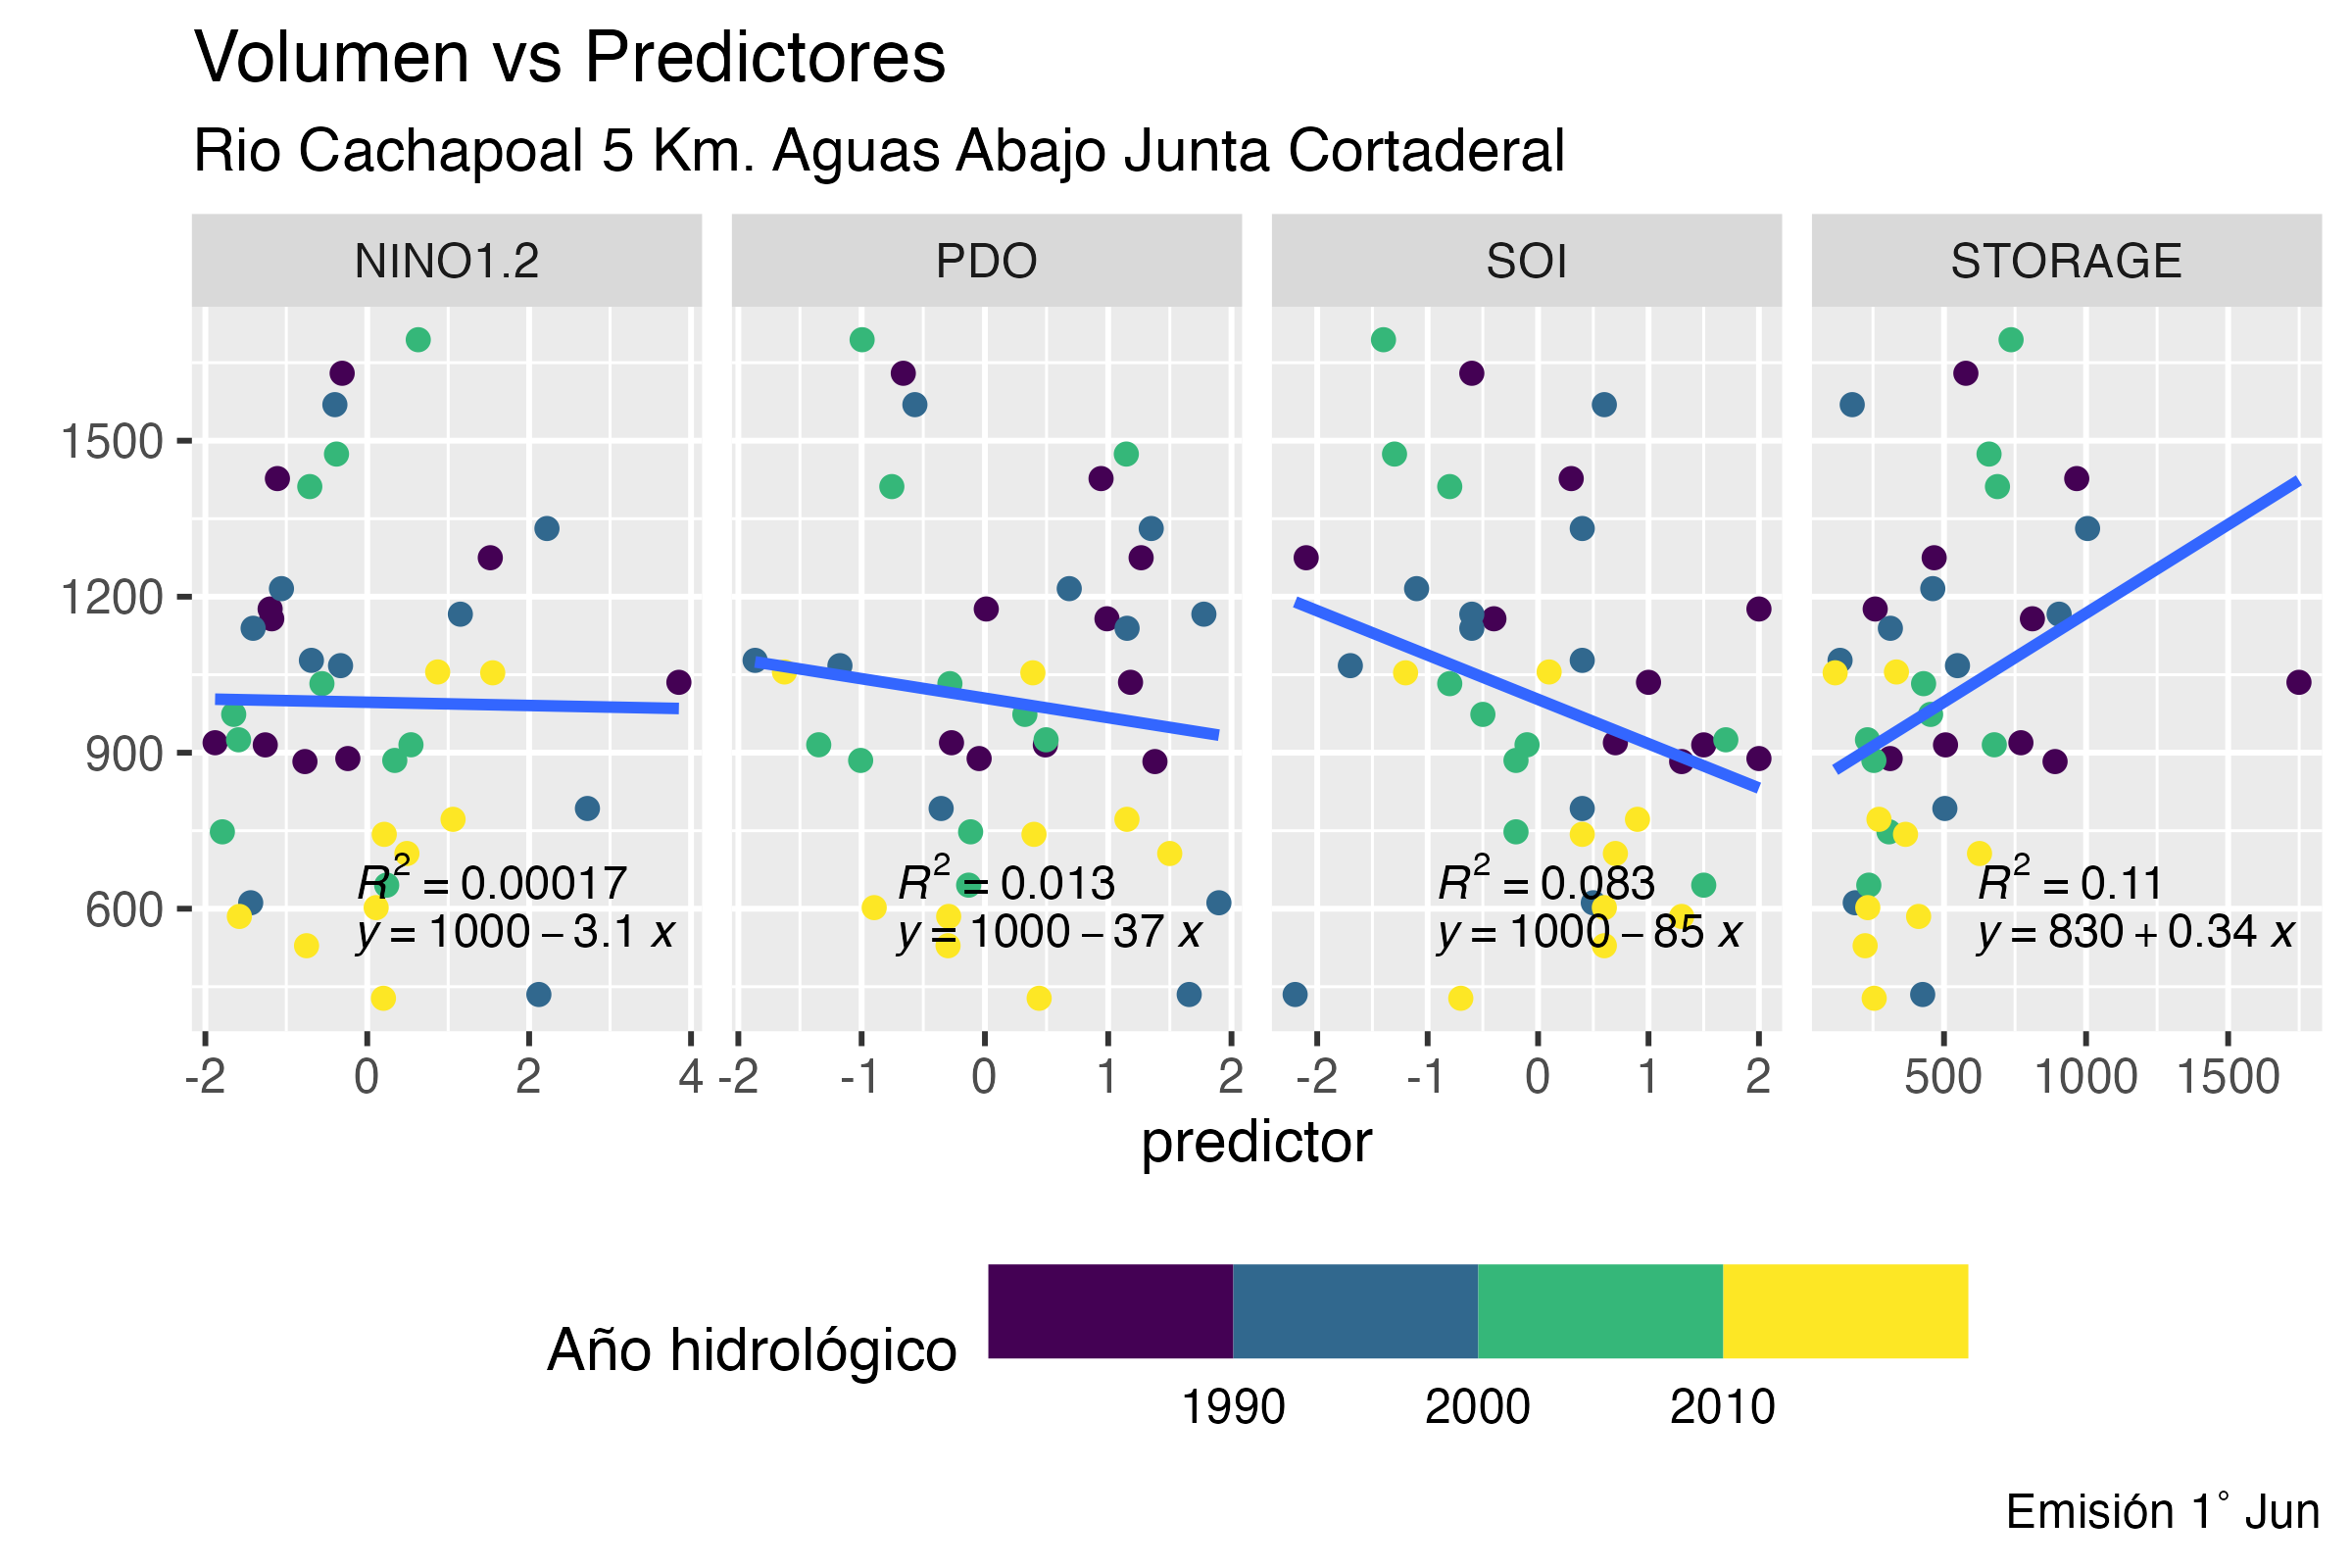 Volumen vs Predictores
Rio Cachapoal 5 Km. Aguas Abajo Junta Cortaderal
NINO1.2 PDO SOI STORAGE
1500
1200
900
600
R² = 0.00017 R² = 0.013 R² = 0.083 R² = 0.11
y = 1000 − 3.1 x y = 1000 − 37 x y = 1000 − 85 x y = 830 + 0.34 x
-2 0 2 4 -2 -1 0 1 2 -2 -1 0 1 2 500 1000 1500
predictor
Año hidrológico
1990 2000 2010
Emisión 1° Jun